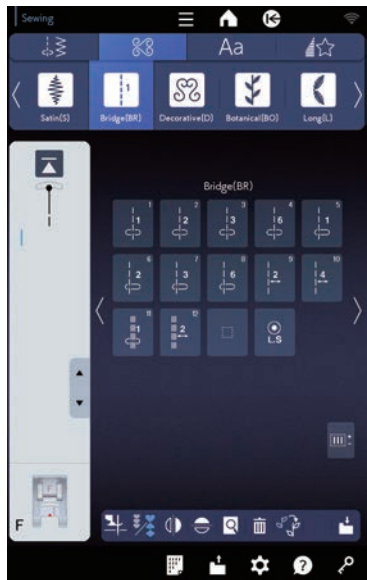 Sewing
Aa
Satin(S) Bridge(BR) Decorative(D) Botanical(BO) Long(L)
1
Bridge(BR)
1 2 3 4 5
1 2 3 6 1
6 7 8 9 10
2 3 6 2 4
11 12
1 2 L.S
F
?